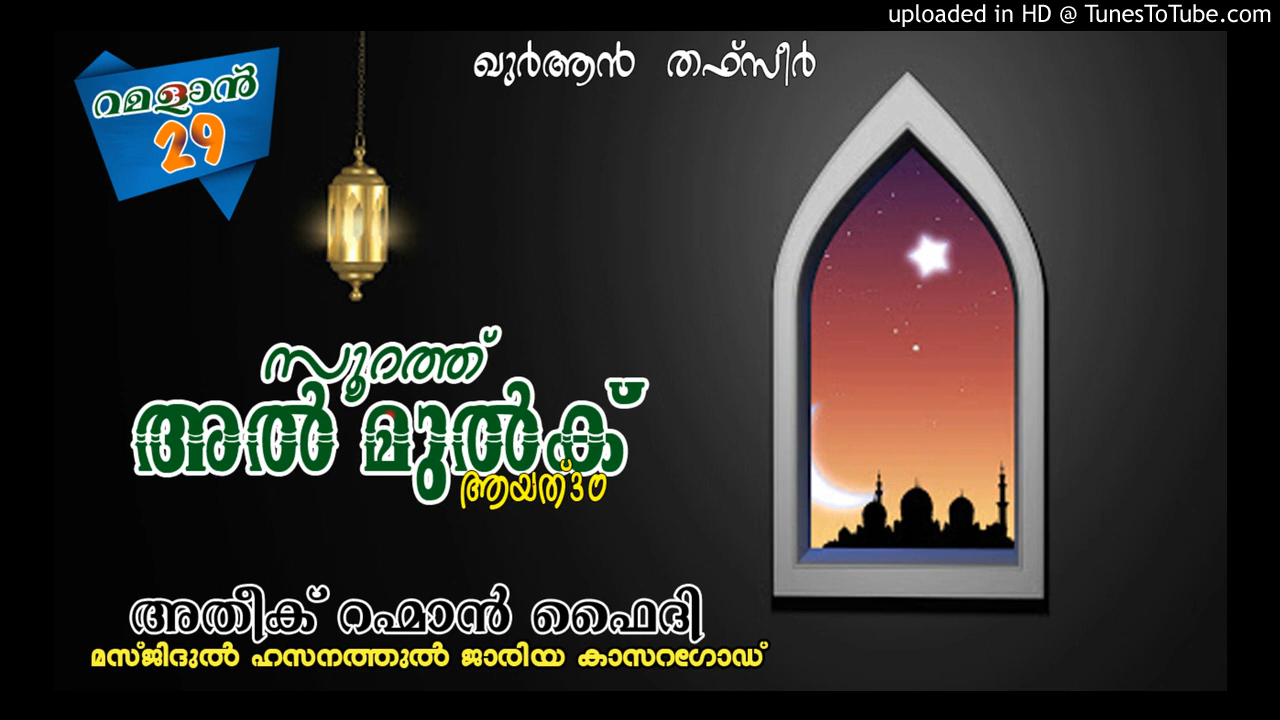 uploaded in HD @ TunesToTube.com
ഖുർആൻ തഫ്സീർ
റമളാൻ
29
സൂറത്ത്
അൽ മുൽക്
ആയത് 30
അതീക് റഹ്മാൻ ഫൈദി
മസ്ജിദുൽ ഹസനത്തുൽ ജാരിയ കാസറഗോഡ്